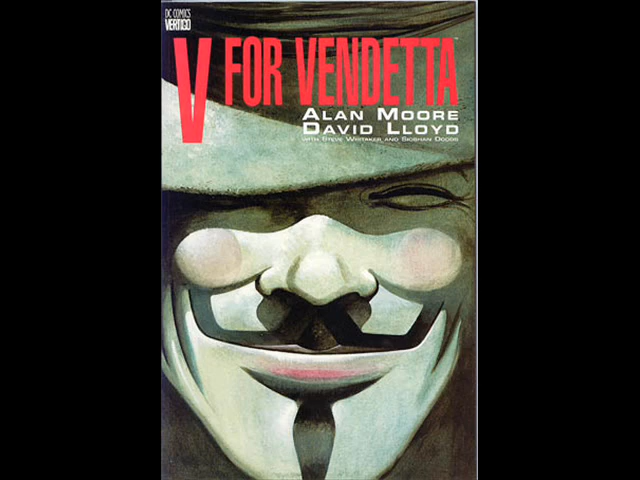 DC COMICS
VERTIGO
V FOR VENDETTA
ALAN MOORE
DAVID LLOYD
WITH STEVE WHITAKER AND SIOBHAN DODDS